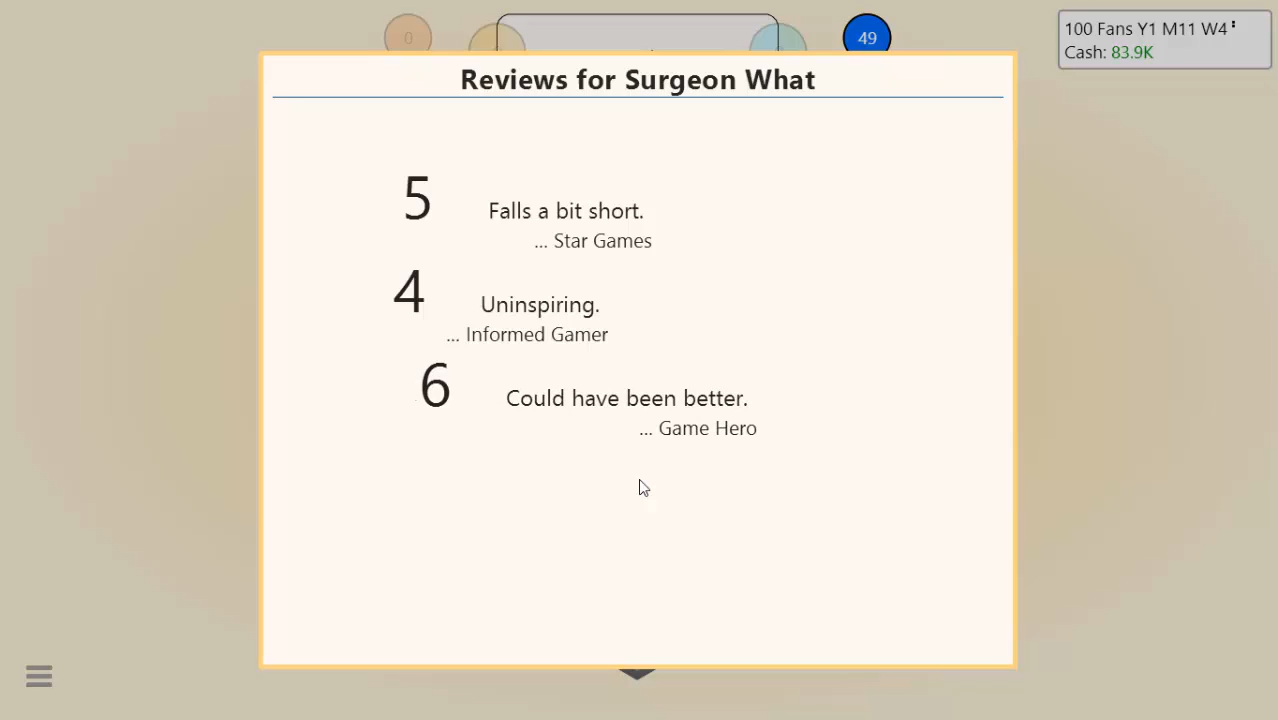 0
49
100 Fans Y1 M11 W4
Cash: 83.9K
Reviews for Surgeon What
5
Falls a bit short.
... Star Games
4
Uninspiring.
... Informed Gamer
6
Could have been better.
... Game Hero